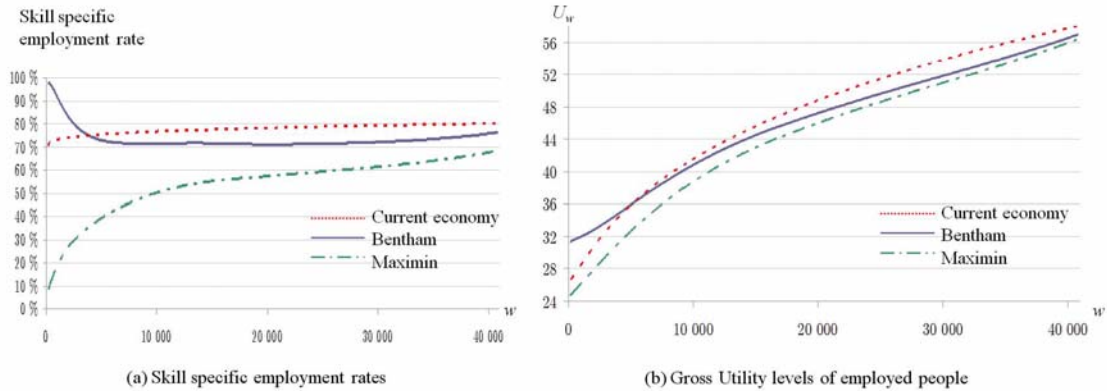 Skill specific
employment rate
100 %
90 %
80 %
70 %
60 %
50 %
40 %
30 %
20 %
10 %
0 %
Current economy
Bentham
Maximin
w
0
10 000
20 000
30 000
40 000
(a) Skill specific employment rates
U_w
56
52
48
44
40
36
32
28
24
Current economy
Bentham
Maximin
w
0
10 000
20 000
30 000
40 000
(b) Gross Utility levels of employed people